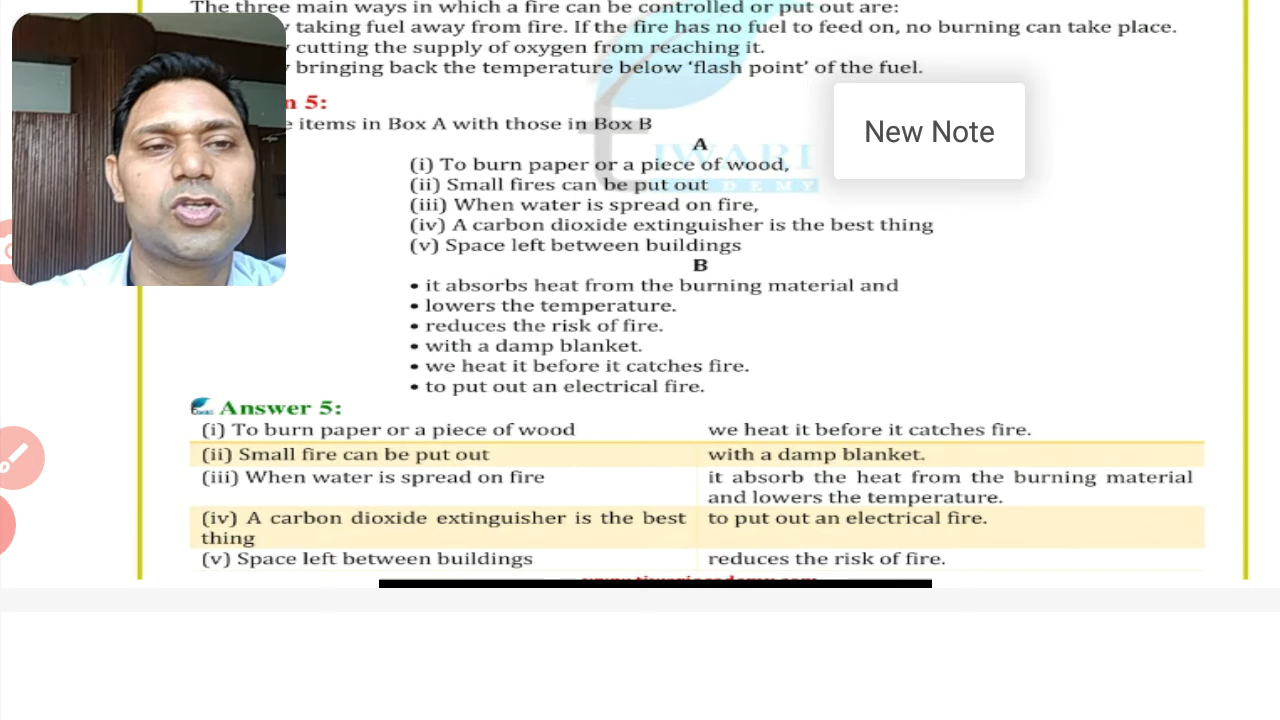 The three main ways in which a fire can be controlled or put out are:
taking fuel away from fire. If the fire has no fuel to feed on, no burning can take place.
cutting the supply of oxygen from reaching it.
bringing back the temperature below ‘flash point’ of the fuel.
5:
items in Box A with those in Box B
New Note
A
(i) To burn paper or a piece of wood,
(ii) Small fires can be put out
(iii) When water is spread on fire,
(iv) A carbon dioxide extinguisher is the best thing
(v) Space left between buildings
B
• it absorbs heat from the burning material and
• lowers the temperature.
• reduces the risk of fire.
• with a damp blanket.
• we heat it before it catches fire.
• to put out an electrical fire.
Answer 5:
(i) To burn paper or a piece of wood we heat it before it catches fire.
(ii) Small fire can be put out with a damp blanket.
(iii) When water is spread on fire it absorb the heat from the burning material
and lowers the temperature.
(iv) A carbon dioxide extinguisher is the best to put out an electrical fire.
thing
(v) Space left between buildings reduces the risk of fire.